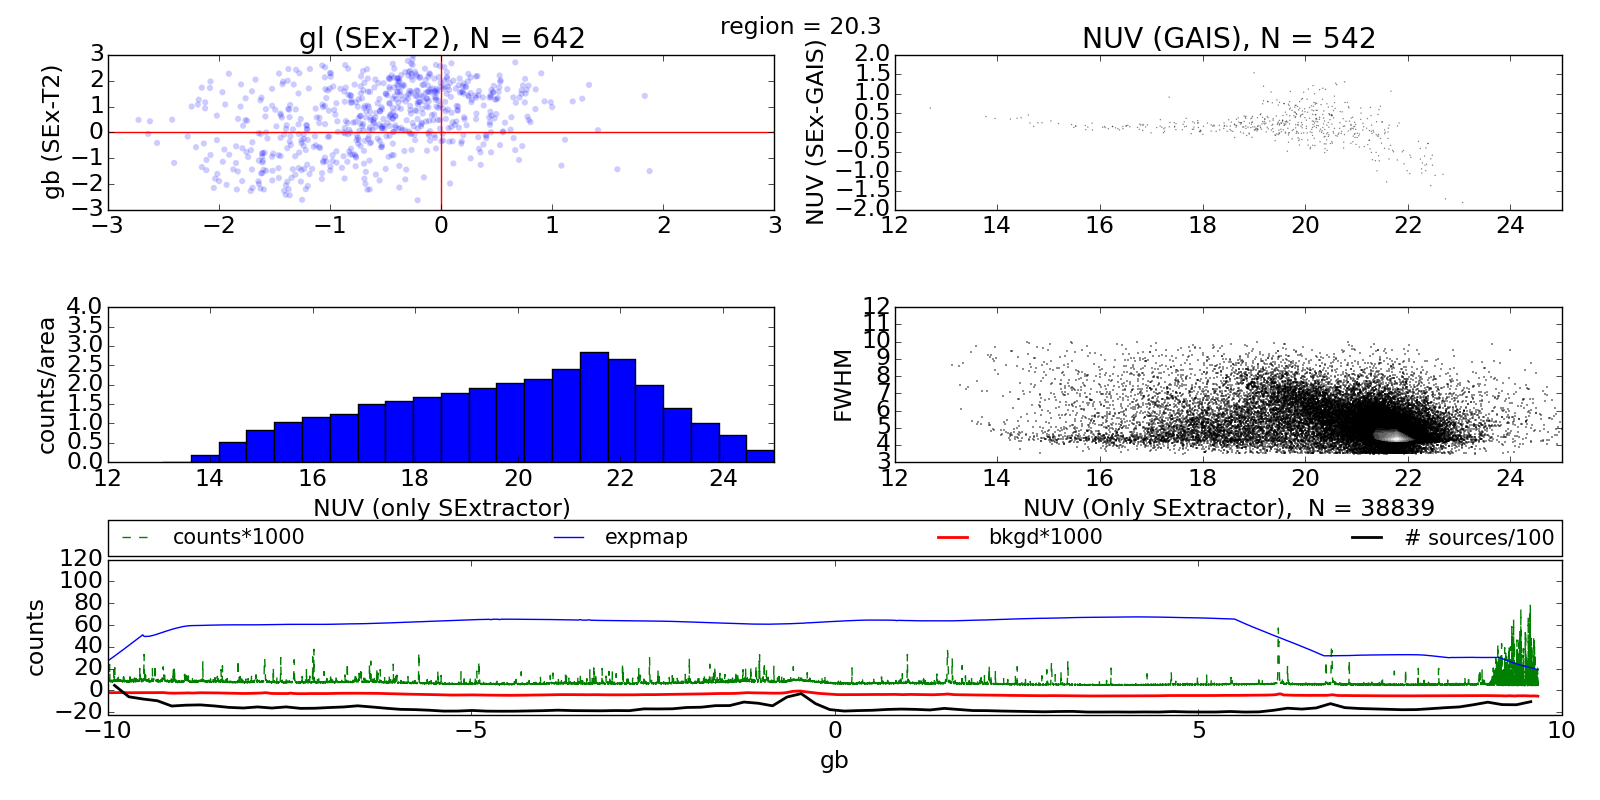 region = 20.3
gl (SEx-T2), N = 642
gb (SEx-T2)
3
2
1
0
−1
−2
−3
−3 −2 −1 0 1 2 3
NUV (GAIS), N = 542
NUV (SEx-GAIS)
2.0
1.5
1.0
0.5
0.0
−0.5
−1.0
−1.5
−2.0
12 14 16 18 20 22 24
counts/area
4.0
3.5
3.0
2.5
2.0
1.5
1.0
0.5
0.0
12 14 16 18 20 22 24
NUV (only SExtractor)
FWHM
12
11
10
9
8
7
6
5
4
3
12 14 16 18 20 22 24
NUV (Only SExtractor), N = 38839
counts*1000 expmap bkgd*1000 # sources/100
counts
120
100
80
60
40
20
0
−20
−10 −5 0 5 10
gb